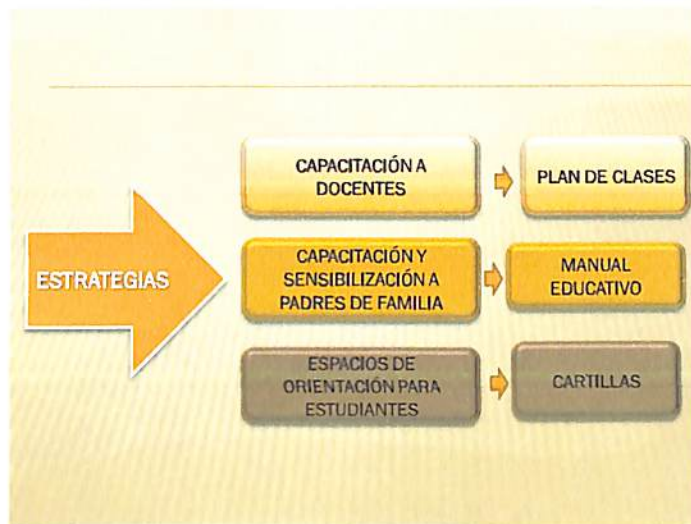 ESTRATEGIAS
CAPACITACIÓN A
DOCENTES
PLAN DE CLASES
CAPACITACIÓN Y
SENSIBILIZACIÓN A
PADRES DE FAMILIA
MANUAL
EDUCATIVO
ESPACIOS DE
ORIENTACIÓN PARA
ESTUDIANTES
CARTILLAS